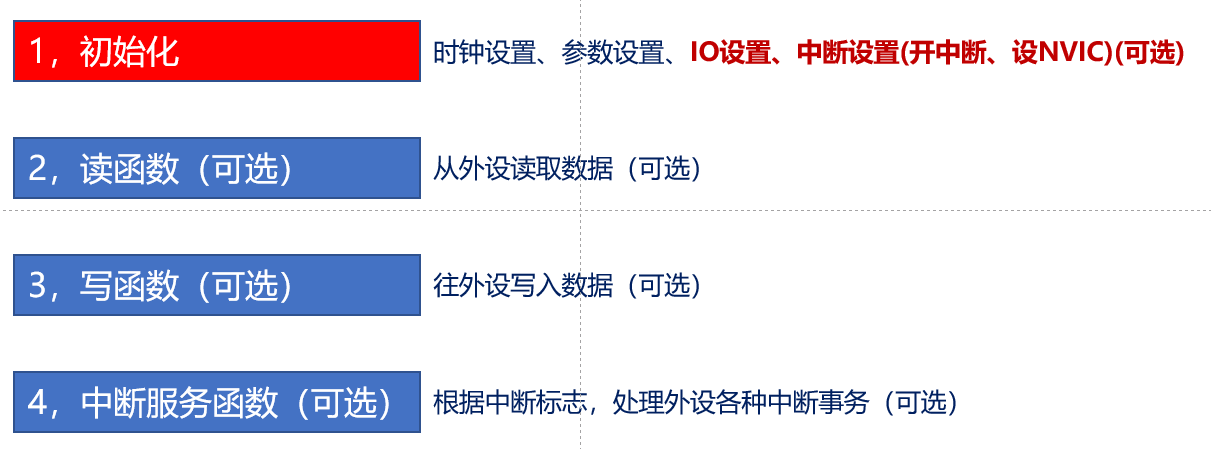 1，初始化
时钟设置、参数设置、IO设置、中断设置(开中断、设NVIC)(可选)
2，读函数（可选）
从外设读取数据（可选）
3，写函数（可选）
往外设写入数据（可选）
4，中断服务函数（可选）
根据中断标志，处理外设各种中断事务（可选）